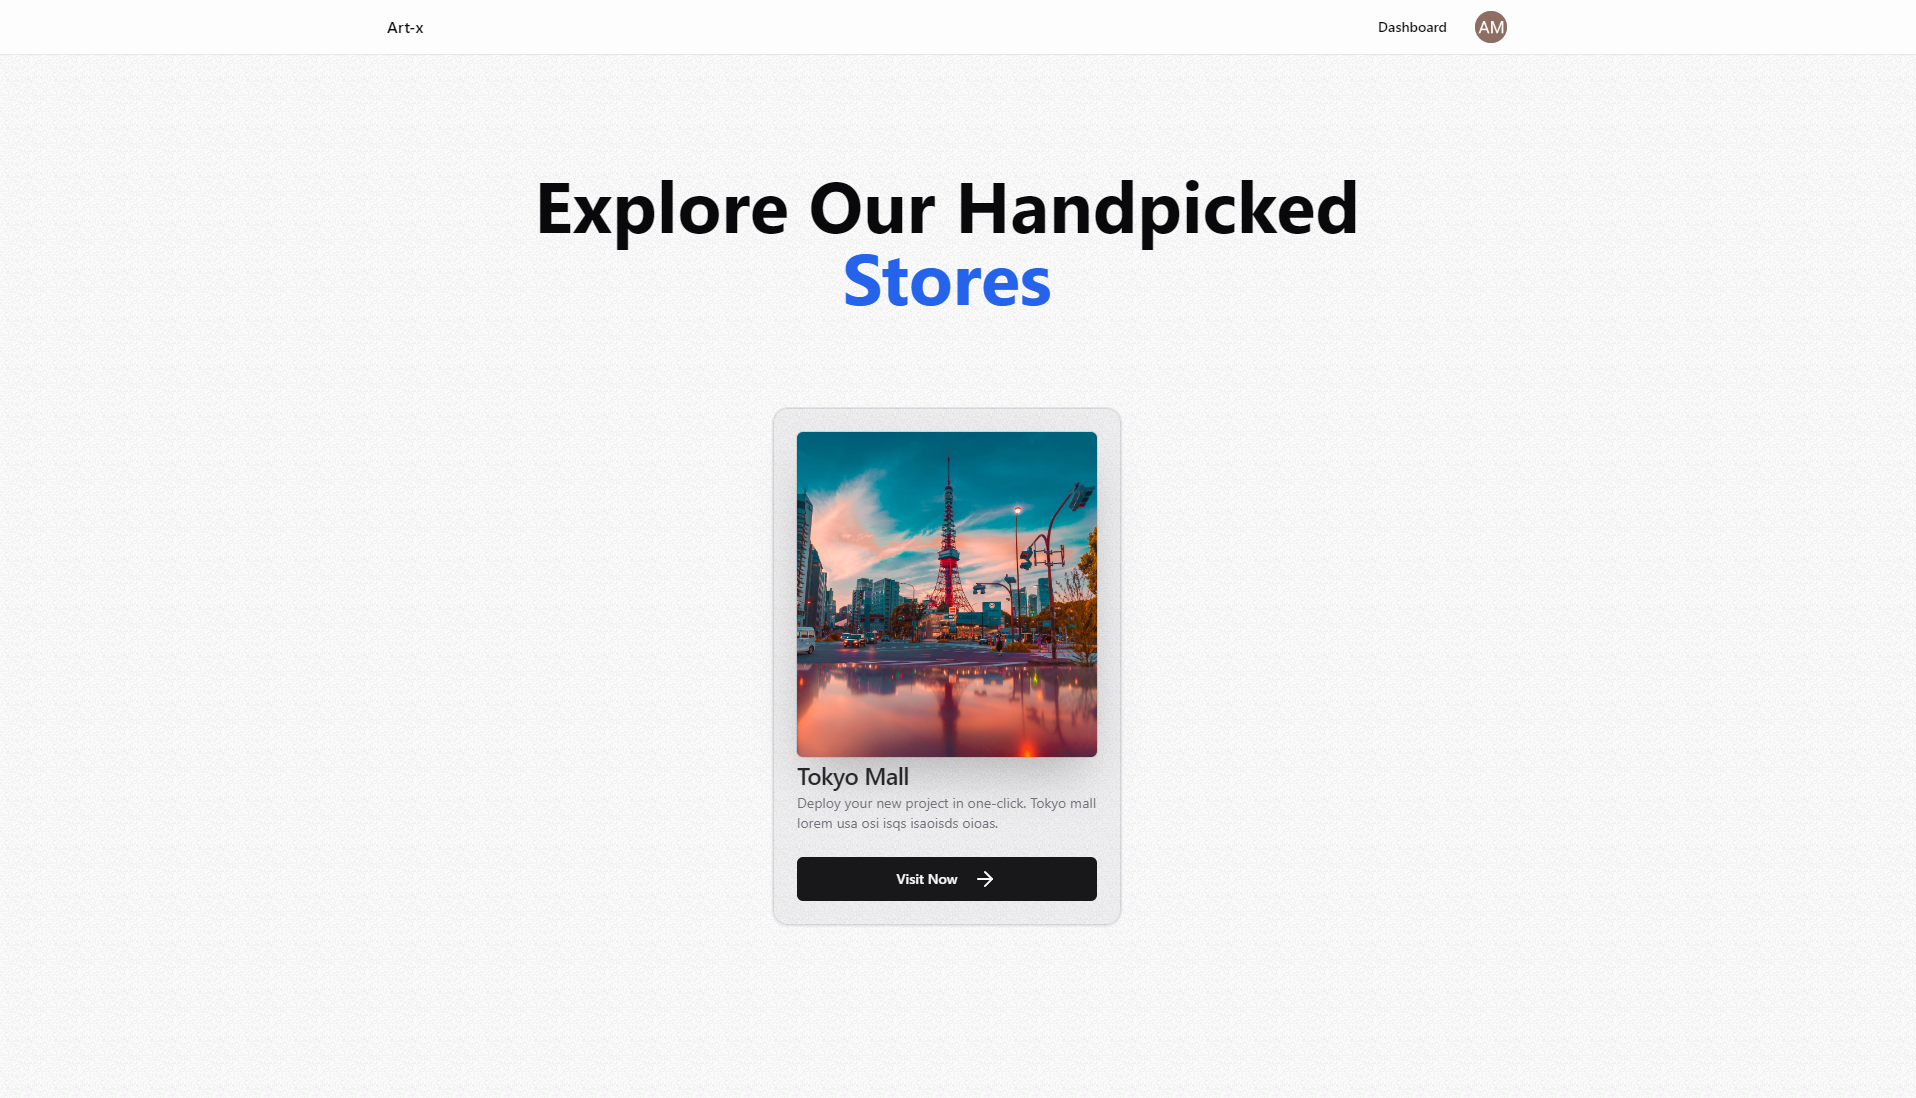 Art-x
Dashboard
AM
Explore Our Handpicked
Stores
Tokyo Mall
Deploy your new project in one-click. Tokyo mall
lorem usa osi isqs isaoisds oioas.
Visit Now